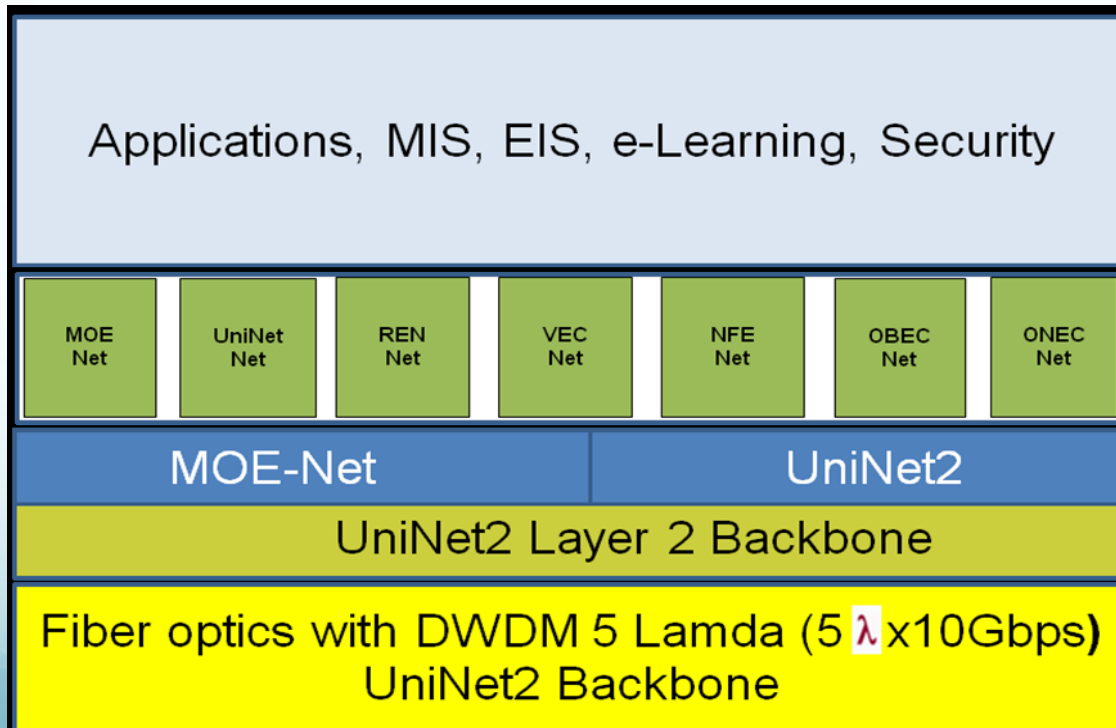 Applications, MIS, EIS, e-Learning, Security
MOE
Net
UniNet
Net
REN
Net
VEC
Net
NFE
Net
OBEC
Net
ONEC
Net
MOE-Net
UniNet2
UniNet2 Layer 2 Backbone
Fiber optics with DWDM 5 Lamda (5 λ x10Gbps)
UniNet2 Backbone